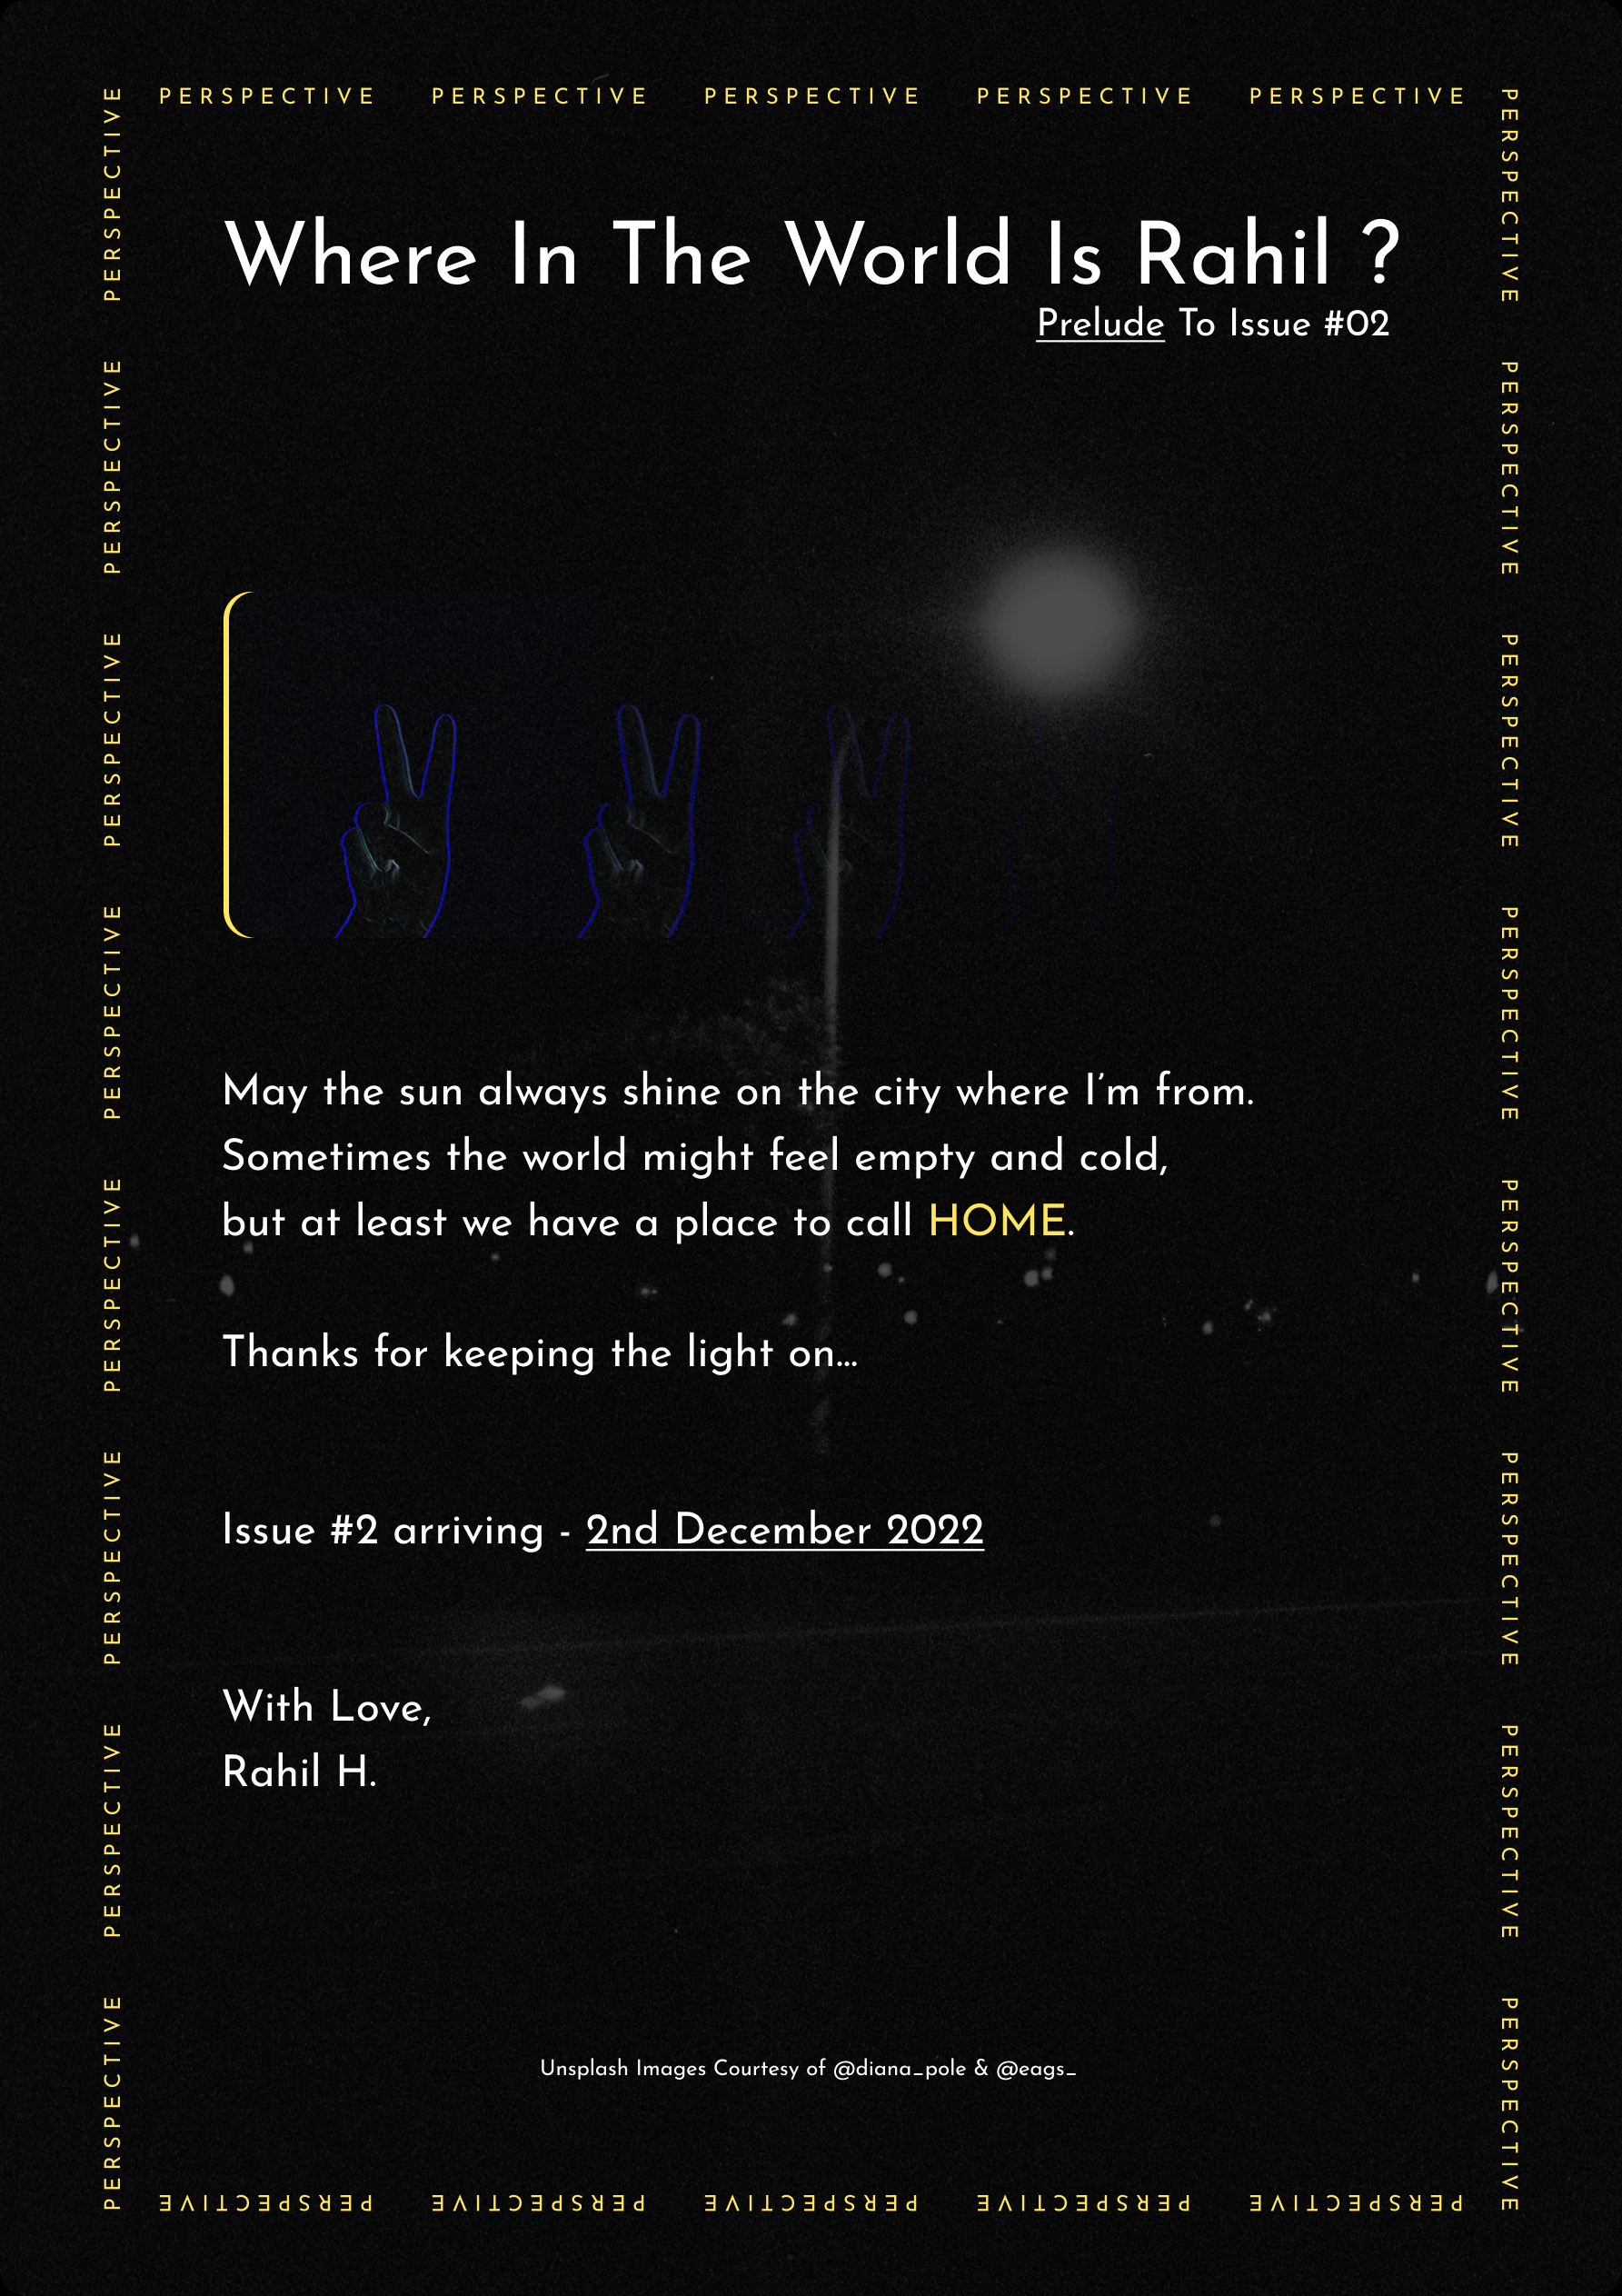 PERSPECTIVE PERSPECTIVE PERSPECTIVE PERSPECTIVE PERSPECTIVE
PERSPECTIVE PERSPECTIVE PERSPECTIVE PERSPECTIVE PERSPECTIVE PERSPECTIVE PERSPECTIVE PERSPECTIVE
PERSPECTIVE PERSPECTIVE PERSPECTIVE PERSPECTIVE PERSPECTIVE PERSPECTIVE PERSPECTIVE PERSPECTIVE
Where In The World Is Rahil ?
Prelude To Issue #02
May the sun always shine on the city where I’m from.
Sometimes the world might feel empty and cold,
but at least we have a place to call HOME.
Thanks for keeping the light on...
Issue #2 arriving - 2nd December 2022
With Love,
Rahil H.
Unsplash Images Courtesy of @diana_pole & @eags_
PERSPECTIVE PERSPECTIVE PERSPECTIVE PERSPECTIVE PERSPECTIVE